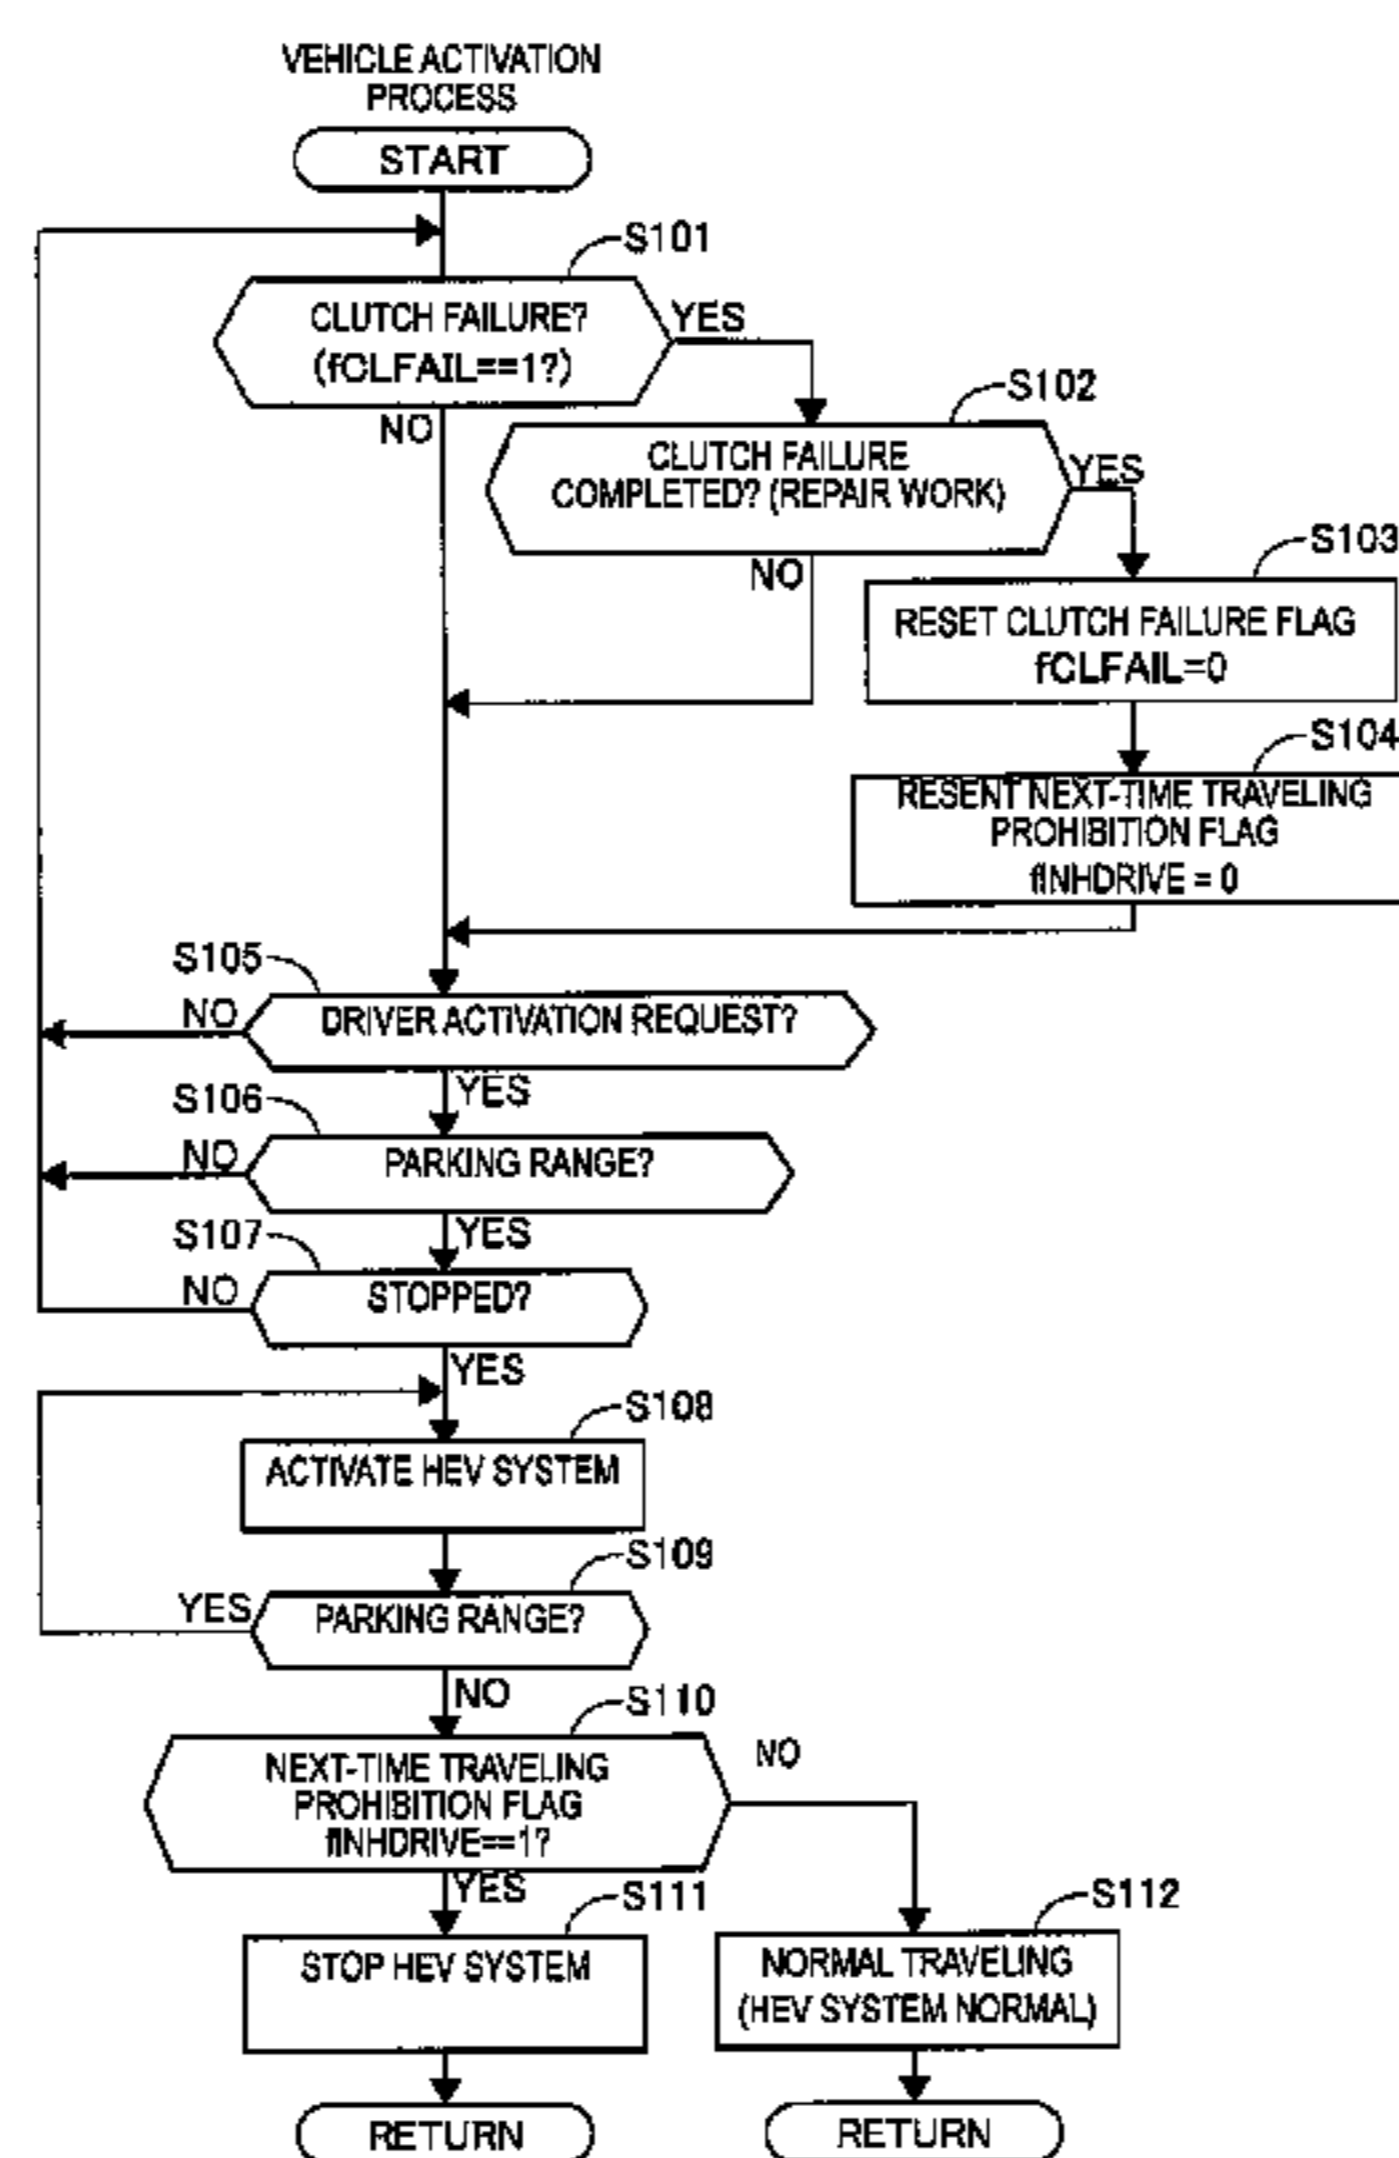 VEHICLE ACTIVATION
PROCESS
START
S101
CLUTCH FAILURE?
(fCLFAIL==1?)
YES
NO
S102
CLUTCH FAILURE
COMPLETED? (REPAIR WORK)
YES
NO
S103
RESET CLUTCH FAILURE FLAG
fCLFAIL=0
S104
RESENT NEXT-TIME TRAVELING
PROHIBITION FLAG
fINHDRIVE = 0
S105
NO
DRIVER ACTIVATION REQUEST?
YES
S106
NO
PARKING RANGE?
YES
S107
NO
STOPPED?
YES
S108
ACTIVATE HEV SYSTEM
S109
YES
PARKING RANGE?
NO
S110
NEXT-TIME TRAVELING
PROHIBITION FLAG
fINHDRIVE==1?
NO
YES
S111
STOP HEV SYSTEM
S112
NORMAL TRAVELING
(HEV SYSTEM NORMAL)
RETURN
RETURN